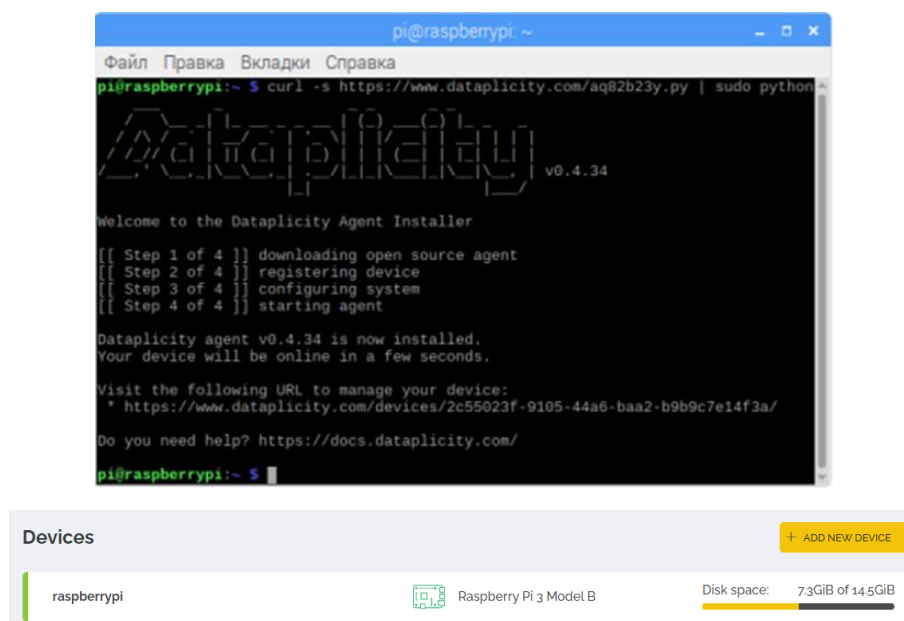 pi@raspberrypi: ~
Файл Правка Вкладки Справка
pi@raspberrypi:~ $ curl -s https://www.dataplicity.com/aq82b23y.py | sudo python
Dataplicity v0.4.34
Welcome to the Dataplicity Agent Installer
[[ Step 1 of 4 ]] downloading open source agent
[[ Step 2 of 4 ]] registering device
[[ Step 3 of 4 ]] configuring system
[[ Step 4 of 4 ]] starting agent
Dataplicity agent v0.4.34 is now installed.
Your device will be online in a few seconds.
Visit the following URL to manage your device:
* https://www.dataplicity.com/devices/2c55023f-9105-44a6-baa2-b9b9c7e14f3a/
Do you need help? https://docs.dataplicity.com/
pi@raspberrypi:~ $
Devices
+ ADD NEW DEVICE
raspberrypi
Raspberry Pi 3 Model B
Disk space: 7.3GiB of 14.5GiB